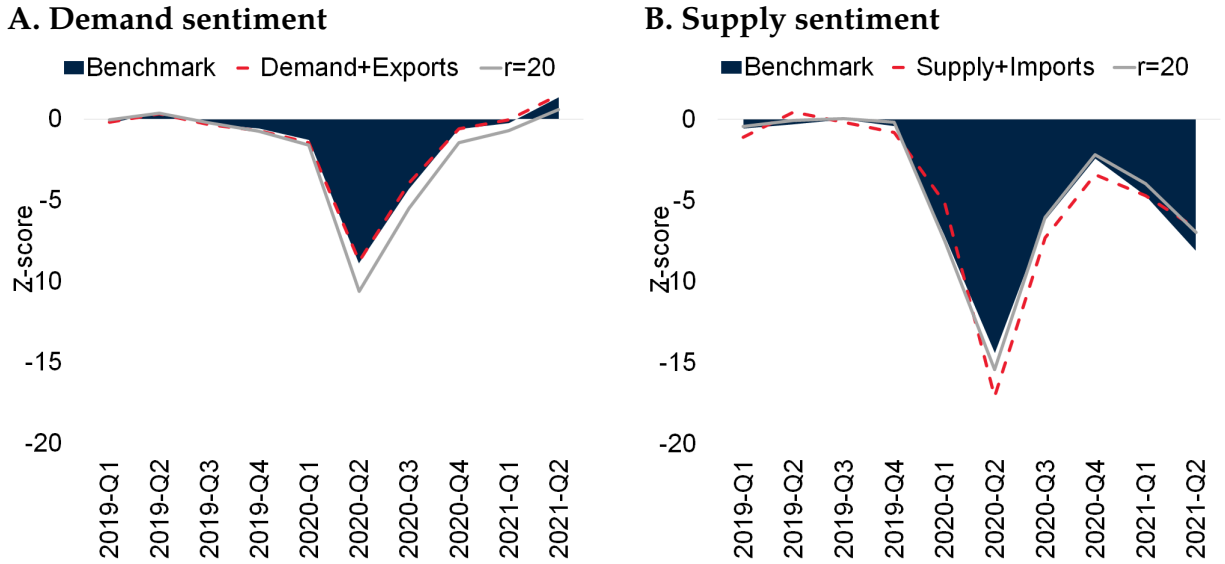 A. Demand sentiment
Benchmark Demand+Exports r=20
0
-5
-10
-15
-20
Z-score
2019-Q1
2019-Q2
2019-Q3
2019-Q4
2020-Q1
2020-Q2
2020-Q3
2020-Q4
2021-Q1
2021-Q2
B. Supply sentiment
Benchmark Supply+Imports r=20
0
-5
-10
-15
-20
Z-score
2019-Q1
2019-Q2
2019-Q3
2019-Q4
2020-Q1
2020-Q2
2020-Q3
2020-Q4
2021-Q1
2021-Q2